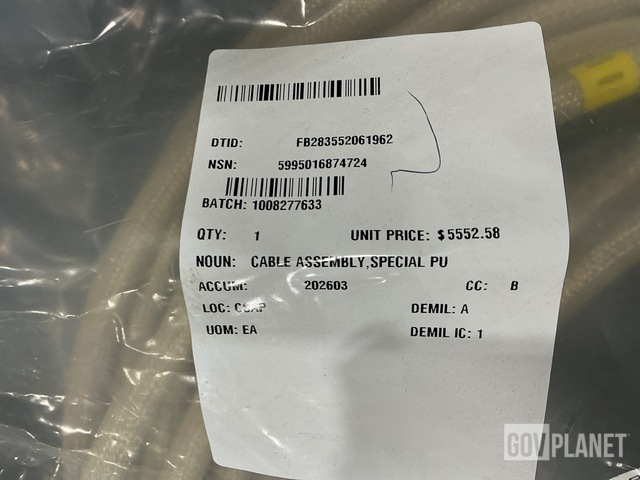 DTID: FB283552061962
NSN: 5995016874724
BATCH: 1008277633
QTY: 1 UNIT PRICE: $5552.58
NOUN: CABLE ASSEMBLY,SPECIAL PU
ACCUM: 202603 CC: B
LOC: DEMIL: A
UOM: EA DEMIL IC: 1
GOVPLANET